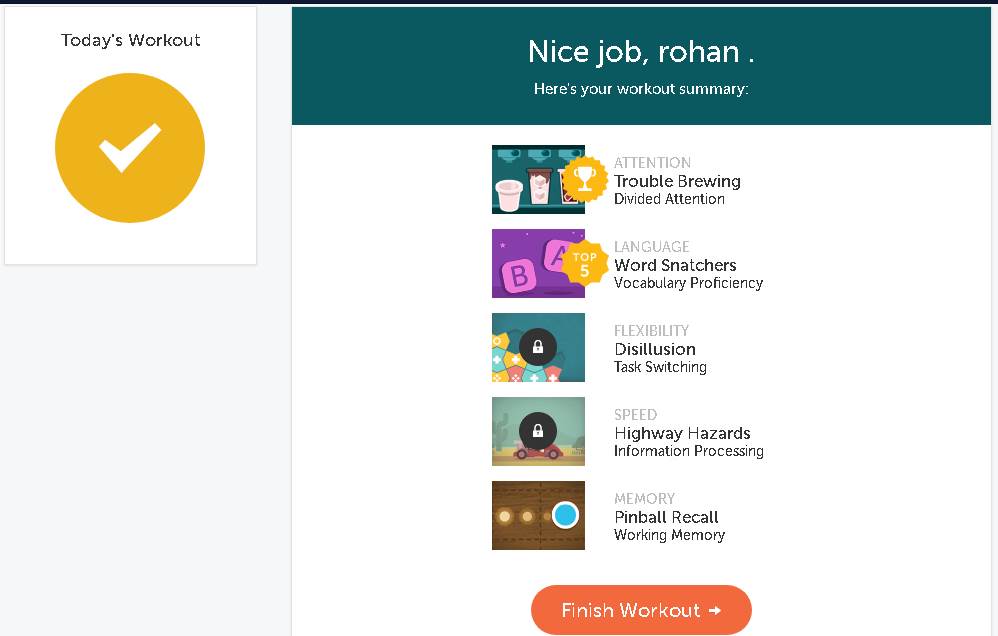 Today's Workout
Nice job, rohan .
Here's your workout summary:
ATTENTION
Trouble Brewing
Divided Attention
B A
TOP
5
LANGUAGE
Word Snatchers
Vocabulary Proficiency
FLEXIBILITY
Disillusion
Task Switching
SPEED
Highway Hazards
Information Processing
MEMORY
Pinball Recall
Working Memory
Finish Workout →